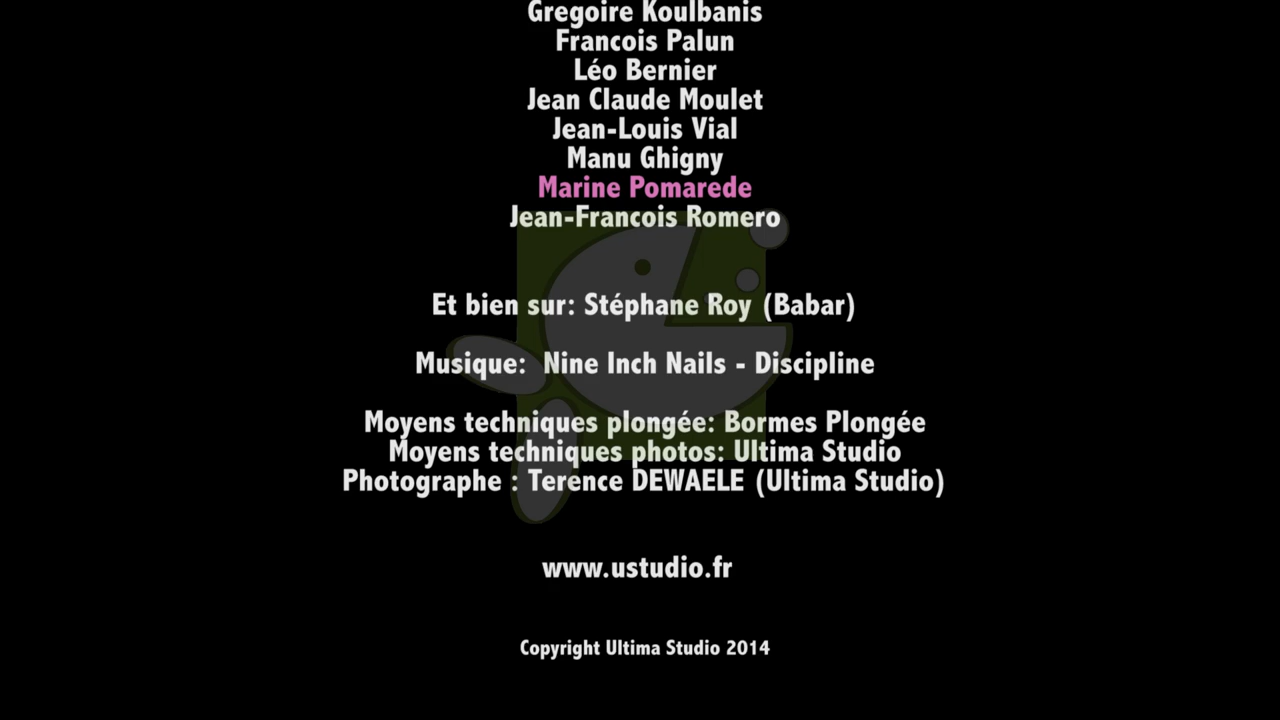 Gregoire Koulbanis
Francois Palun
Léo Bernier
Jean Claude Moulet
Jean-Louis Vial
Manu Ghigny
Marine Pomarede
Jean-Francois Romero
Et bien sur: Stéphane Roy (Babar)
Musique: Nine Inch Nails - Discipline
Moyens techniques plongée: Bormes Plongée
Moyens techniques photos: Ultima Studio
Photographe : Terence DEWAELE (Ultima Studio)
www.ustudio.fr
Copyright Ultima Studio 2014